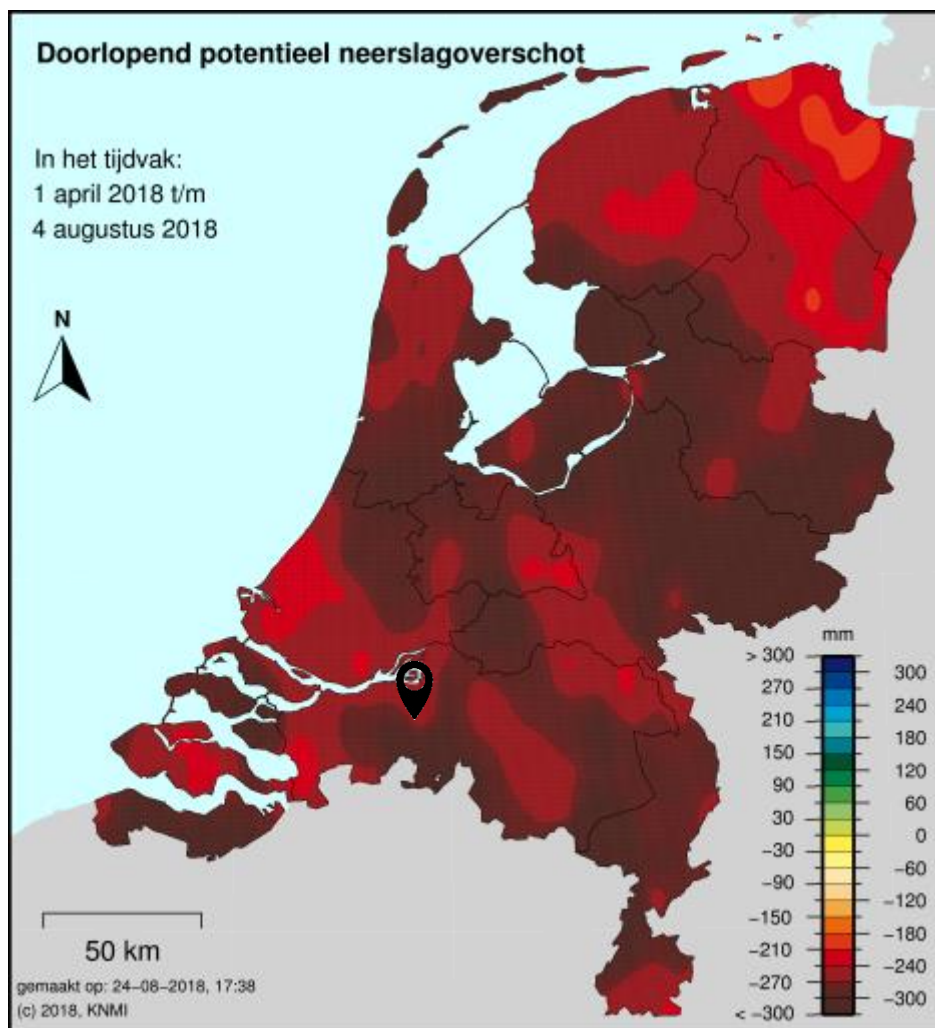 Doorlopend potentieel neerslagoverschot
In het tijdvak:
1 april 2018 t/m
4 augustus 2018
N
mm
> 300
300
270
240
210
180
150
120
90
60
30
0
−30
−60
−90
−120
−150
−180
−210
−240
−270
−300
< −300
50 km
gemaakt op: 24−08−2018, 17:38
(c) 2018, KNMI